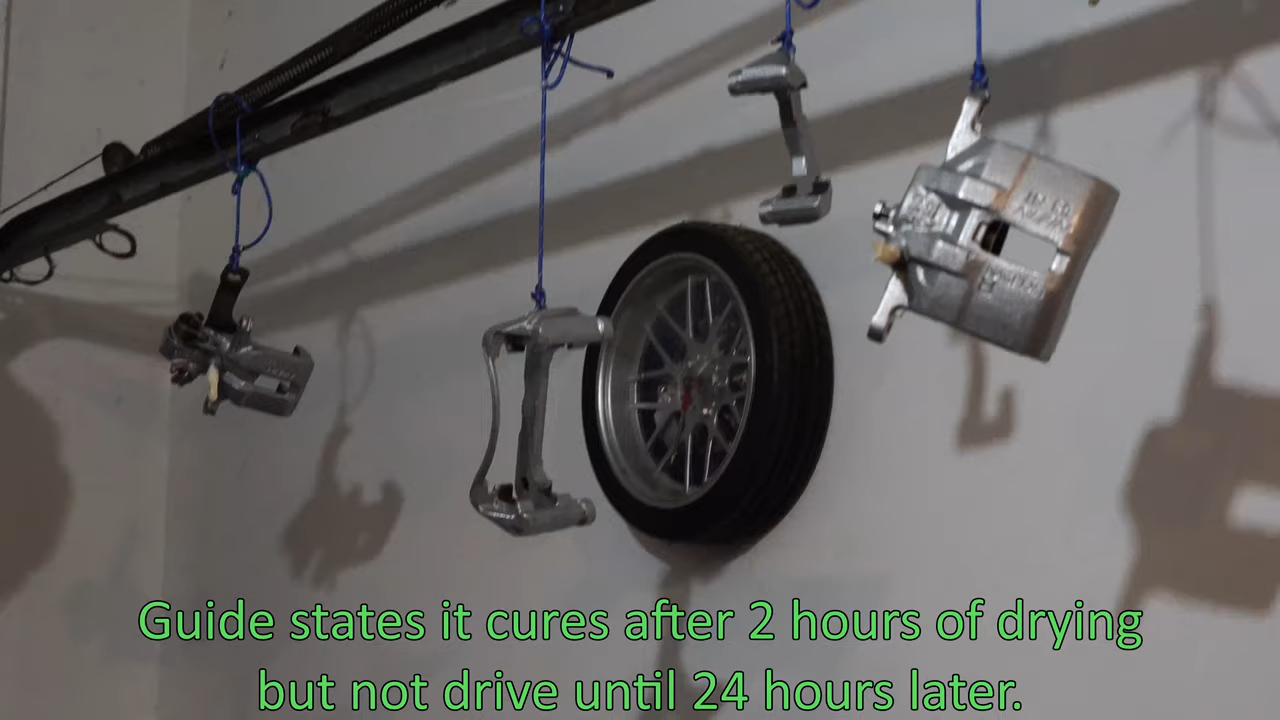 Guide states it cures after 2 hours of drying
but not drive until 24 hours later.